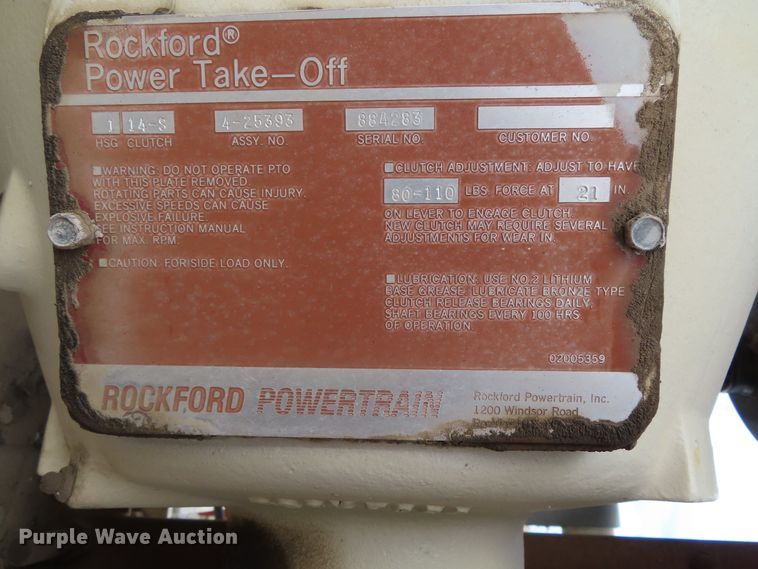 Rockford®
Power Take-Off
1 14-S 4-25393 884283
HSG CLUTCH ASSY. NO. SERIAL NO. CUSTOMER NO.
WARNING: DO NOT OPERATE PTO
WITH THIS PLATE REMOVED
ROTATING PARTS CAN CAUSE INJURY.
EXCESSIVE SPEEDS CAN CAUSE
EXPLOSIVE FAILURE
SEE INSTRUCTION MANUAL
FOR MAX. RPM.
CAUTION: FOR SIDE LOAD ONLY.
CLUTCH ADJUSTMENT: ADJUST TO HAVE
80-110 LBS. FORCE AT 21 IN.
ON LEVER TO ENGAGE CLUTCH.
NEW CLUTCH MAY REQUIRE SEVERAL
ADJUSTMENTS FOR WEAR IN.
LUBRICATION: USE NO. 2 LITHIUM
BASE GREASE. LUBRICATE BRONZE TYPE
CLUTCH RELEASE BEARINGS DAILY,
SHAFT BEARINGS EVERY 100 HRS
OF OPERATION.
02005359
ROCKFORD POWERTRAIN
Rockford Powertrain, Inc.
1200 Windsor Road
Purple Wave Auction